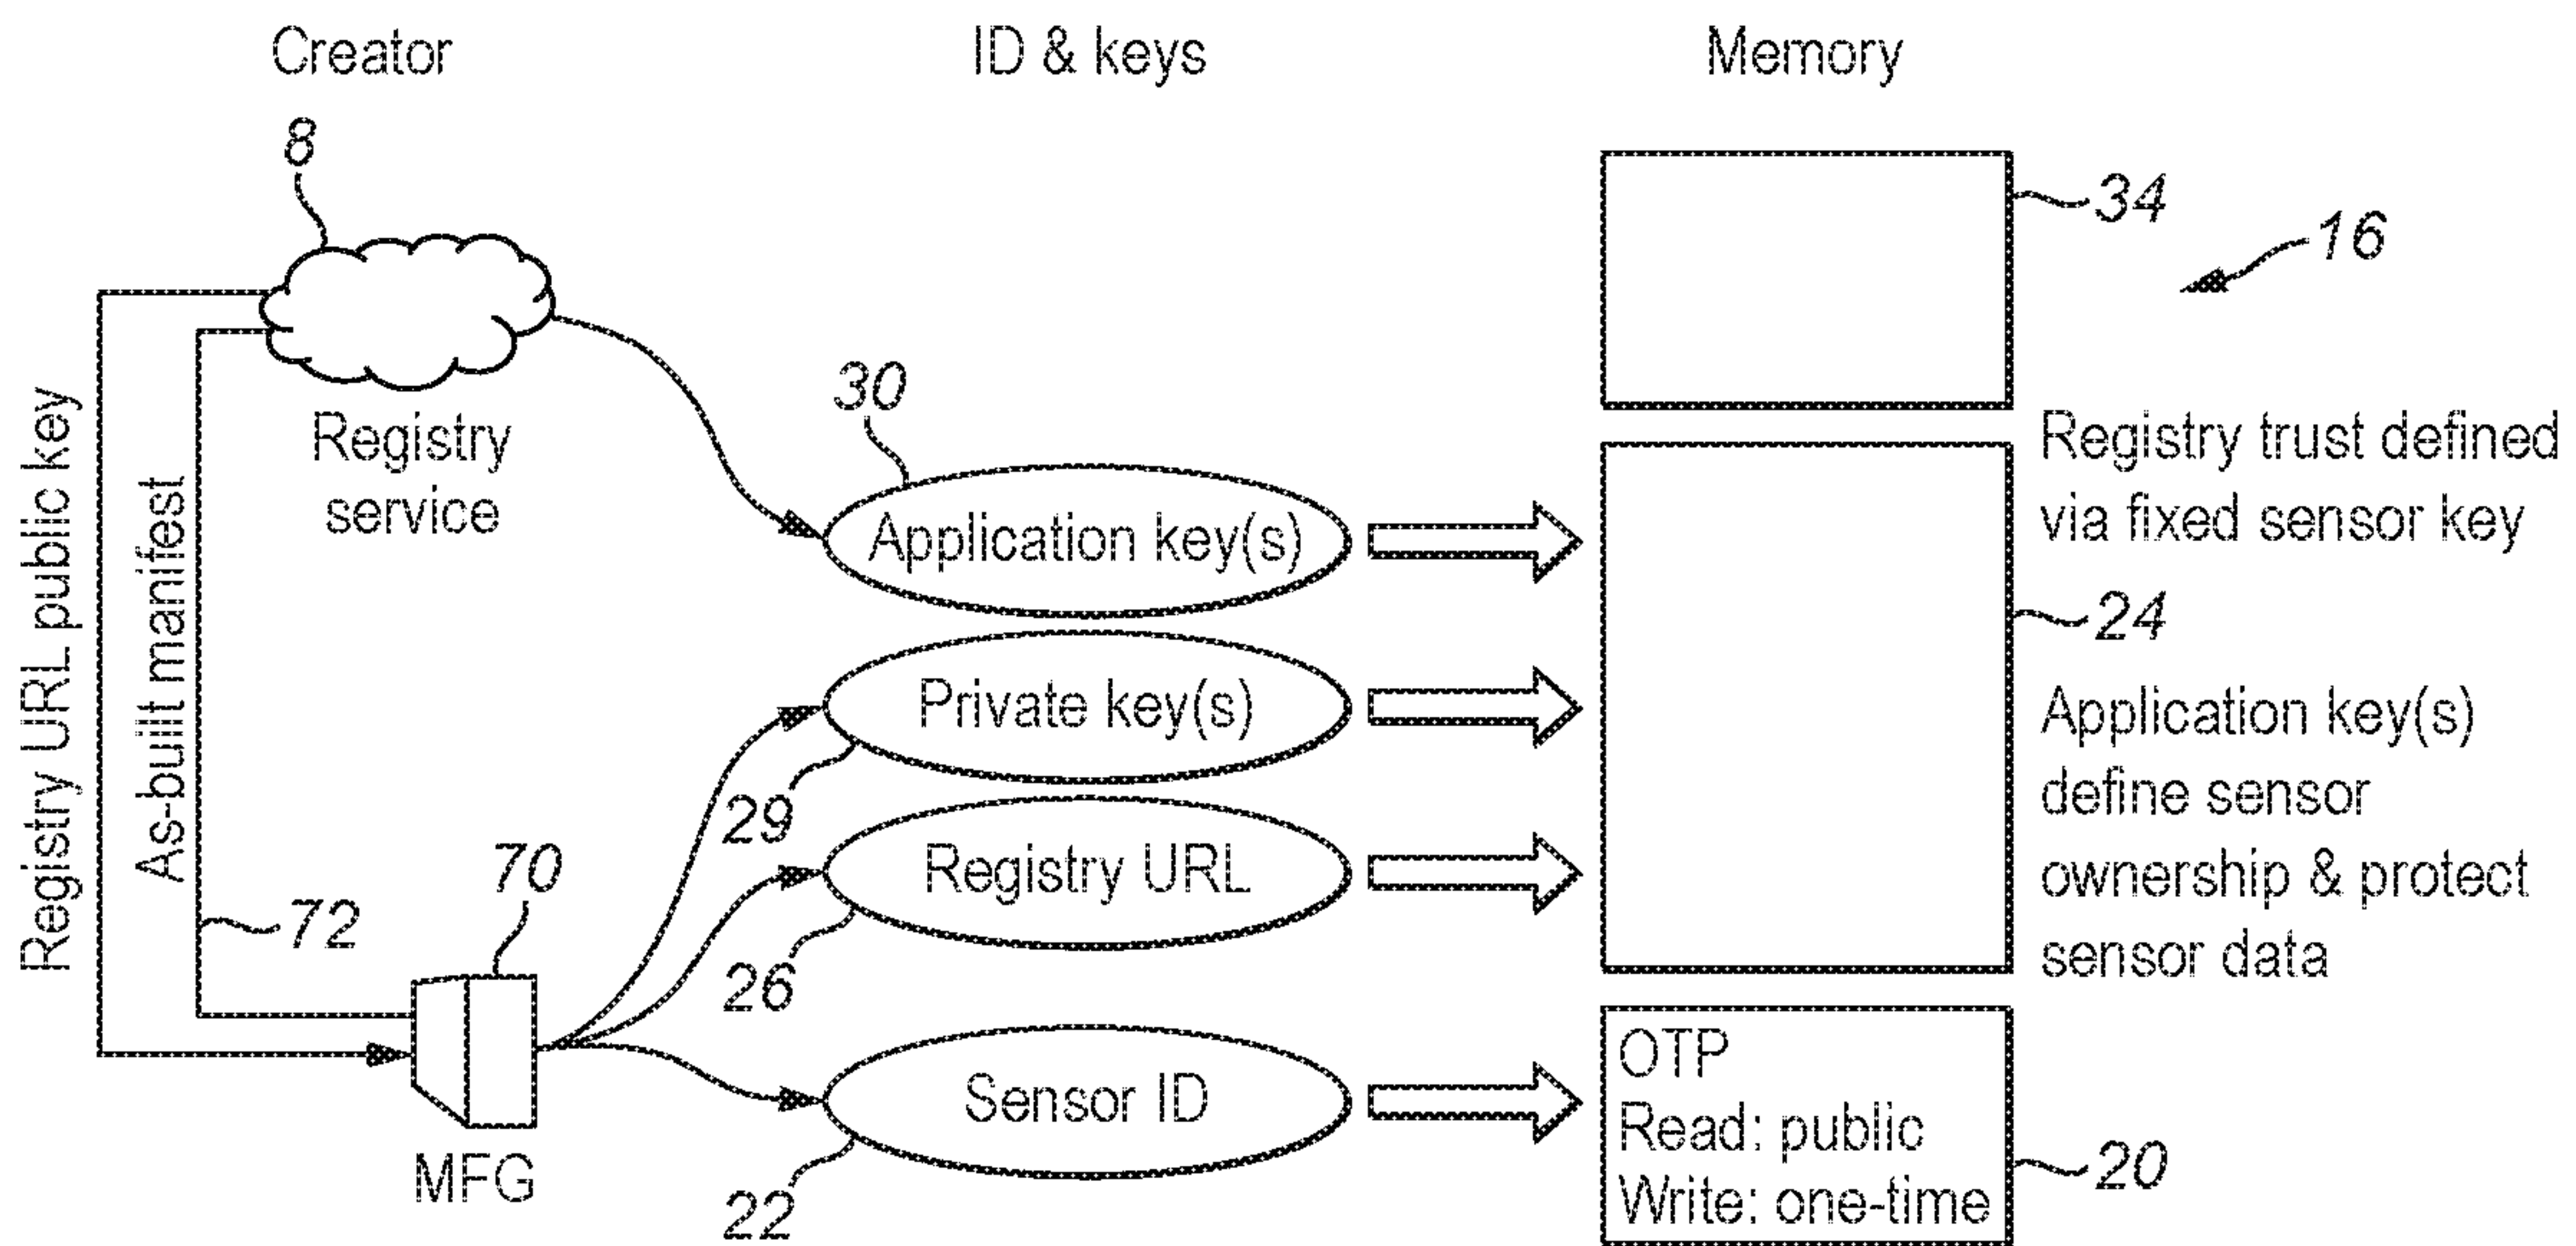 Creator
ID & keys
Memory
8
34
16
Registry URL public key
As-built manifest
Registry
service
30
Application key(s)
Registry trust defined
via fixed sensor key
24
Private key(s)
29
Application key(s)
define sensor
ownership & protect
sensor data
Registry URL
26
72
70
MFG
Sensor ID
22
OTP
Read: public
Write: one-time
20